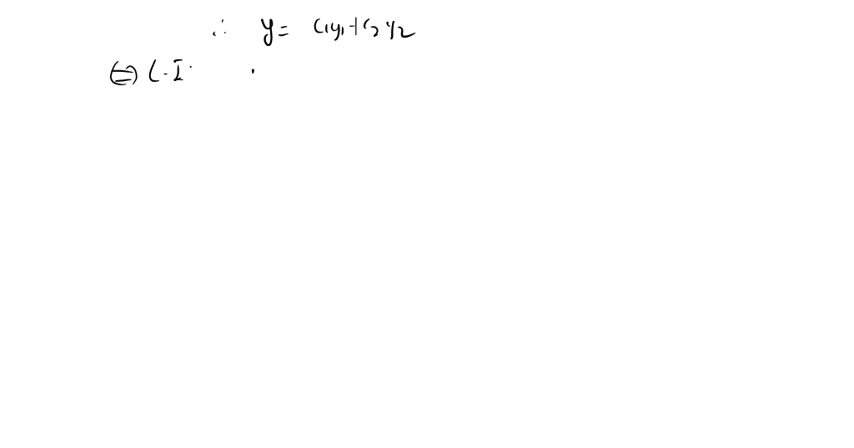 ∴ y = c₁y₁ + c₂y₂
⇔ L.I.